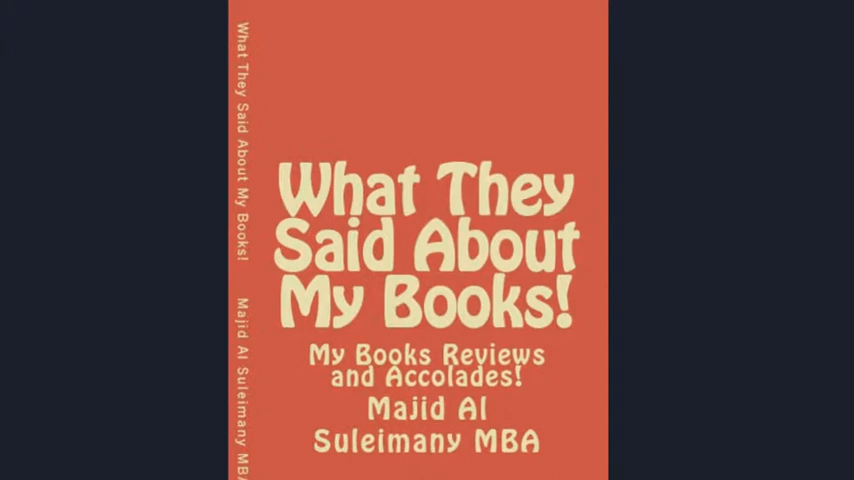 What They Said About My Books! Majid Al Suleimany MBA
What They
Said About
My Books!
My Books Reviews
and Accolades!
Majid Al
Suleimany MBA